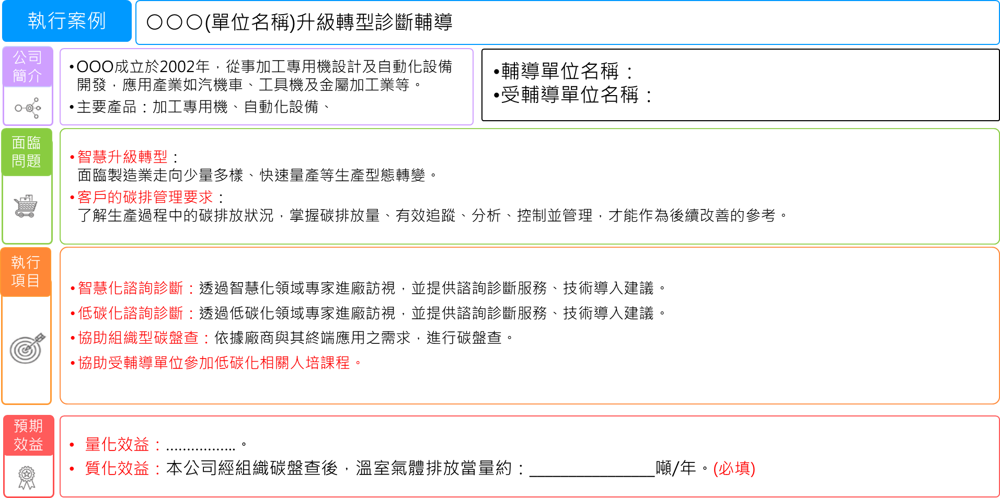 執行案例
○○○(單位名稱)升級轉型診斷輔導
公司
簡介
•OOO成立於2002年，從事加工專用機設計及自動化設備
開發，應用產業如汽機車、工具機及金屬加工業等。
•主要產品：加工專用機、自動化設備、
•輔導單位名稱：
•受輔導單位名稱：
面臨
問題
•智慧升級轉型：
面臨製造業走向少量多樣、快速量產等生產型態轉變。
•客戶的碳排管理要求：
了解生產過程中的碳排放狀況，掌握碳排放量、有效追蹤、分析、控制並管理，才能作為後續改善的參考。
執行
項目
•智慧化諮詢診斷：透過智慧化領域專家進廠訪視，並提供諮詢診斷服務、技術導入建議。
•低碳化諮詢診斷：透過低碳化領域專家進廠訪視，並提供諮詢診斷服務、技術導入建議。
•協助組織型碳盤查：依據廠商與其終端應用之需求，進行碳盤查。
•協助受輔導單位參加低碳化相關人培課程。
預期
效益
• 量化效益：.................。
• 質化效益：本公司經組織碳盤查後，溫室氣體排放當量約：________________噸/年。(必填)